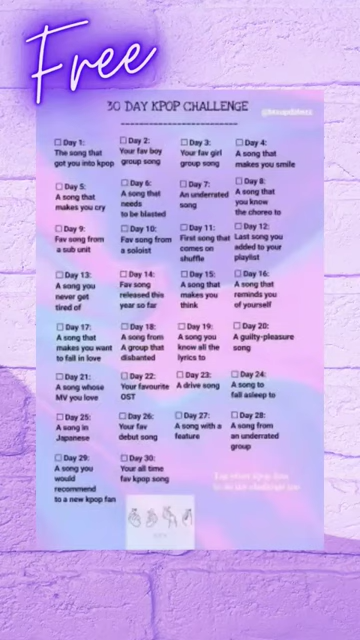 Free
30 DAY KPOP CHALLENGE
Day 1:
The song that
got you into kpop
Day 2:
Your fav boy
group song
Day 3:
Your fav girl
group song
Day 4:
A song that
makes you smile
Day 5:
A song that
makes you cry
Day 6:
A song that
needs
to be blasted
Day 7:
An underrated
song
Day 8:
A song that
you know
the choreo to
Day 9:
Fav song from
a sub unit
Day 10:
Fav song from
a soloist
Day 11:
First song that
comes on
shuffle
Day 12:
Last song you
added to your
playlist
Day 13:
A song you
never get
tired of
Day 14:
Fav song
released this
year so far
Day 15:
A song that
makes you
think
Day 16:
A song that
reminds you
of yourself
Day 17:
A song that
makes you want
to fall in love
Day 18:
A song from
A group that
disbanted
Day 19:
A song you
know all the
lyrics to
Day 20:
A guilty-pleasure
song
Day 21:
A song whose
MV you love
Day 22:
Your favourite
OST
Day 23:
A drive song
Day 24:
A song to
fall asleep to
Day 25:
A song in
Japanese
Day 26:
Your fav
debut song
Day 27:
A song with a
feature
Day 28:
A song from
an underrated
group
Day 29:
A song you
would
recommend
to a new kpop fan
Day 30:
Your all time
fav kpop song